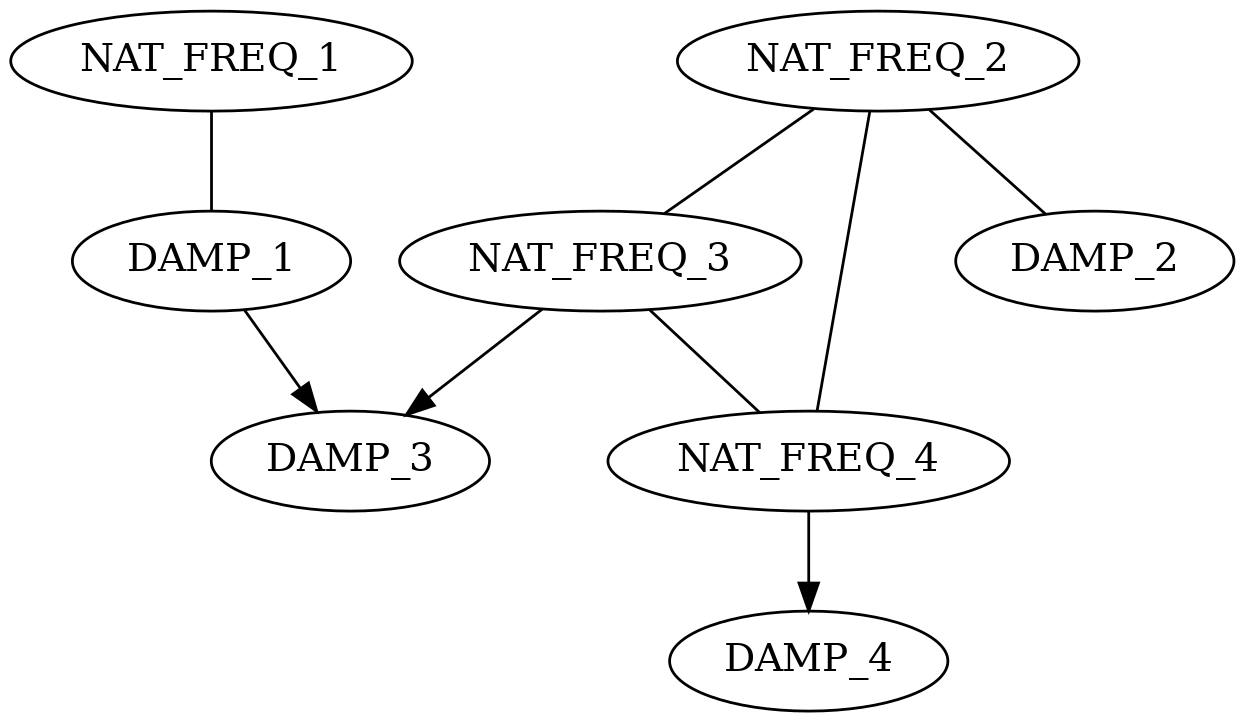 NAT_FREQ_1
NAT_FREQ_2
DAMP_1
NAT_FREQ_3
DAMP_2
DAMP_3
NAT_FREQ_4
DAMP_4